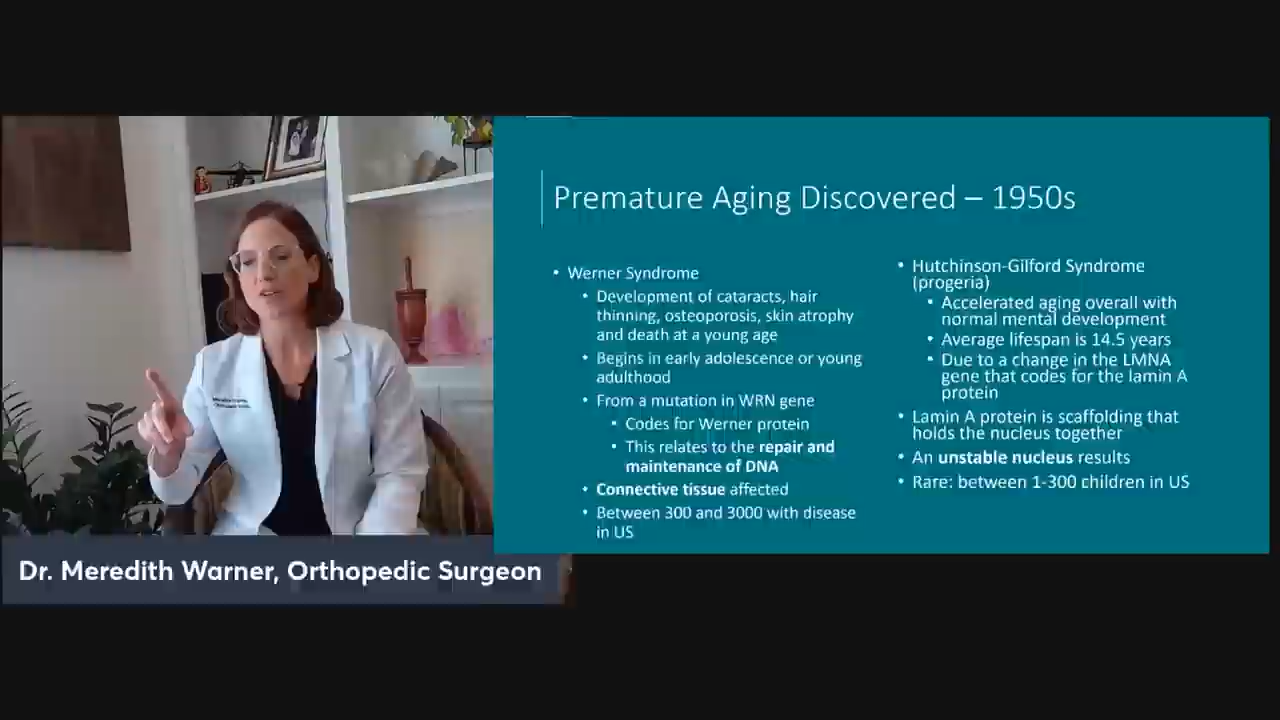 Premature Aging Discovered – 1950s
• Werner Syndrome
• Development of cataracts, hair
thinning, osteoporosis, skin atrophy
and death at a young age
• Begins in early adolescence or young
adulthood
• From a mutation in WRN gene
• Codes for Werner protein
• This relates to the repair and
maintenance of DNA
• Connective tissue affected
• Between 300 and 3000 with disease
in US
• Hutchinson-Gilford Syndrome
(progeria)
• Accelerated aging overall with
normal mental development
• Average lifespan is 14.5 years
• Due to a change in the LMNA
gene that codes for the lamin A
protein
• Lamin A protein is scaffolding that
holds the nucleus together
• An unstable nucleus results
• Rare: between 1-300 children in US
Dr. Meredith Warner, Orthopedic Surgeon